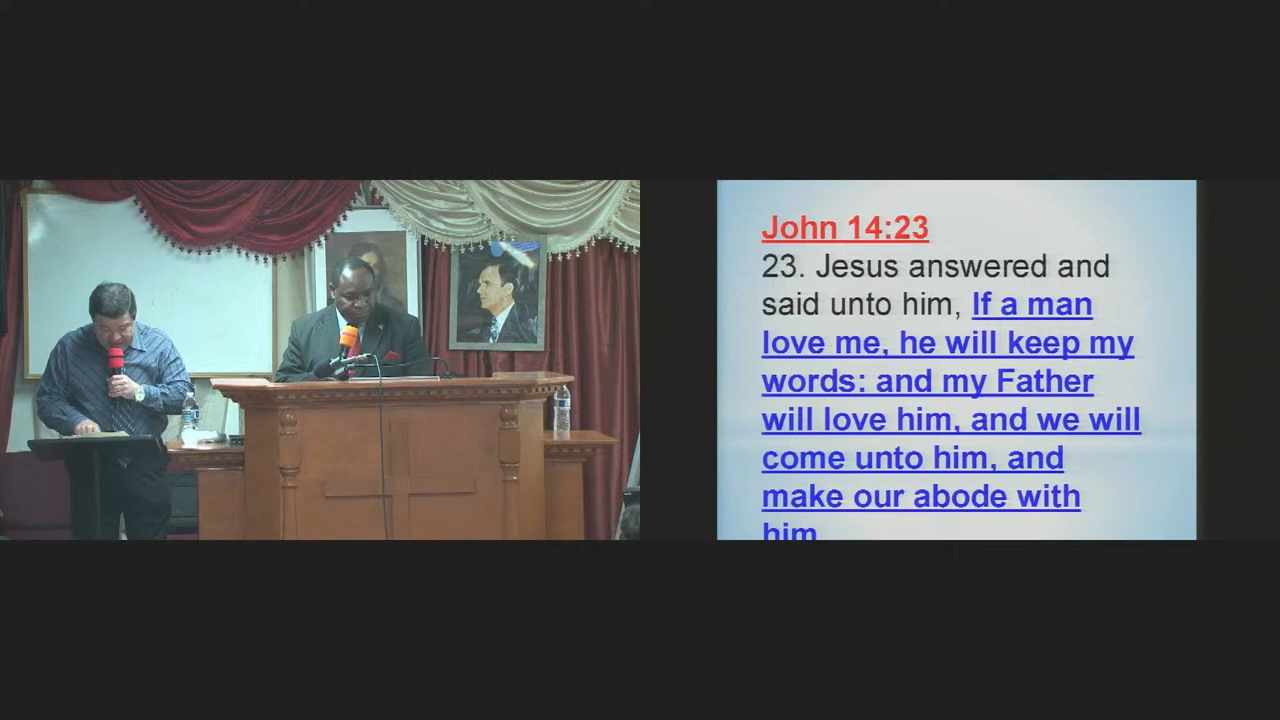 John 14:23
23. Jesus answered and
said unto him, If a man
love me, he will keep my
words: and my Father
will love him, and we will
come unto him, and
make our abode with
him